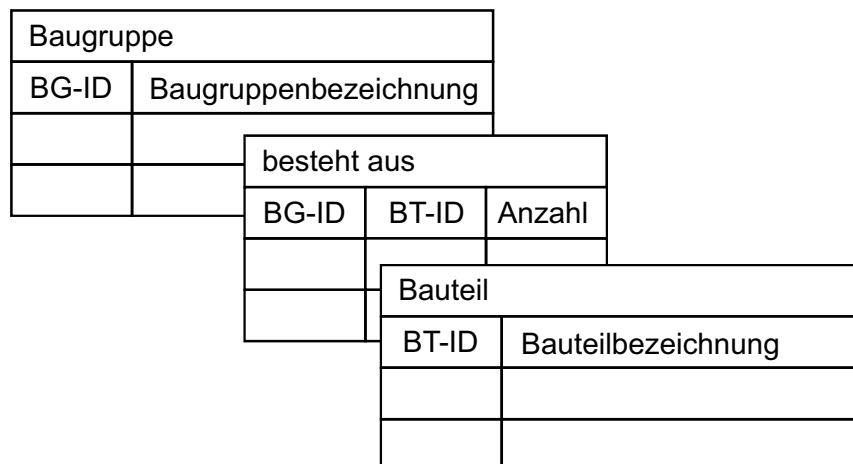 Baugruppe
BG-ID Baugruppenbezeichnung
besteht aus
BG-ID BT-ID Anzahl
Bauteil
BT-ID Bauteilbezeichnung